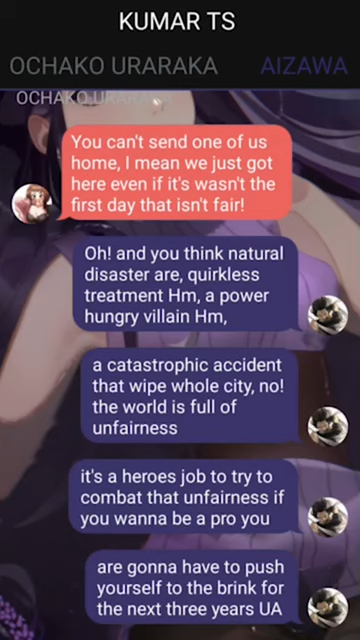 KUMAR TS
OCHAKO URARAKA AIZAWA
OCHAKO URARAKA
You can't send one of us
home, I mean we just got
here even if it's wasn't the
first day that isn't fair!
Oh! and you think natural
disaster are, quirkless
treatment Hm, a power
hungry villain Hm,
a catastrophic accident
that wipe whole city, no!
the world is full of
unfairness
it's a heroes job to try to
combat that unfairness if
you wanna be a pro you
are gonna have to push
yourself to the brink for
the next three years UA